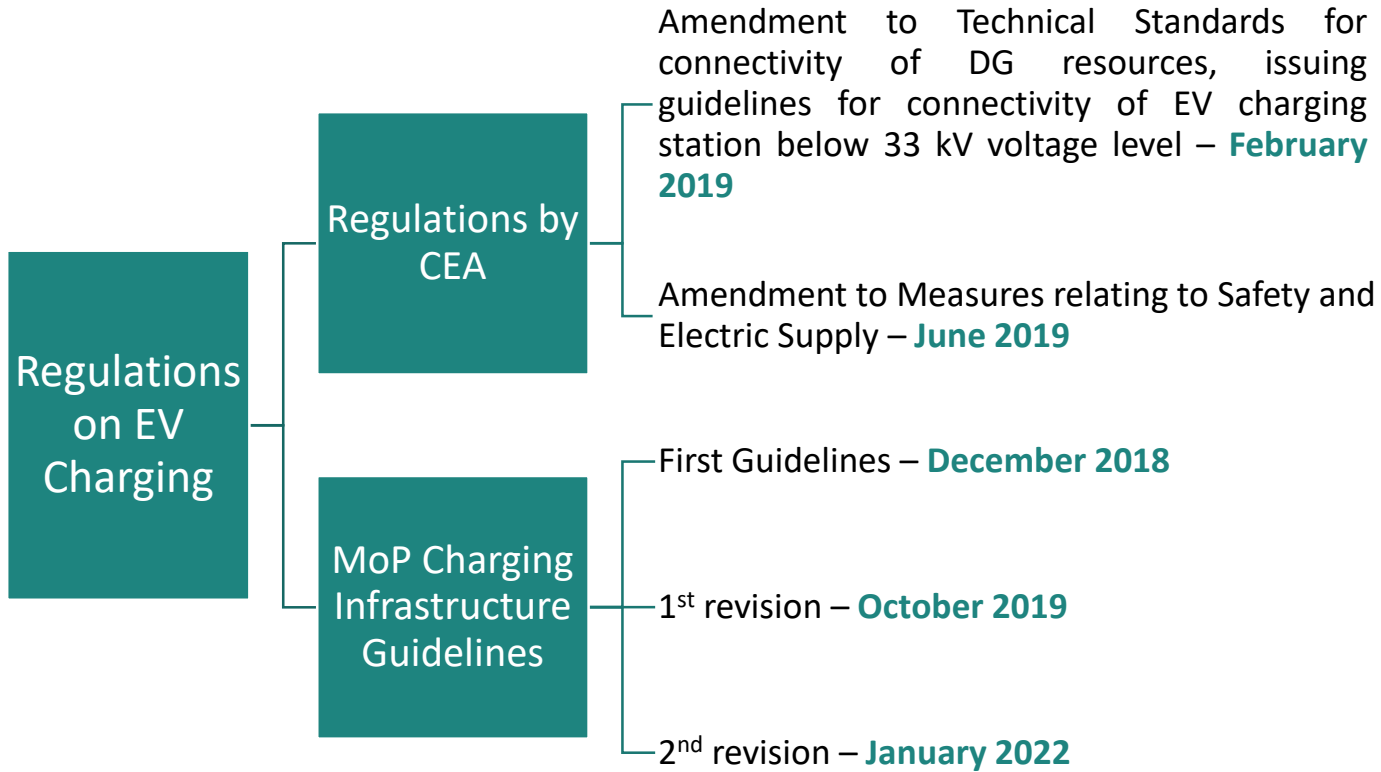 Regulations
on EV
Charging
Regulations by
CEA
Amendment to Technical Standards for
connectivity of DG resources, issuing
guidelines for connectivity of EV charging
station below 33 kV voltage level – February
2019
Amendment to Measures relating to Safety and
Electric Supply – June 2019
MoP Charging
Infrastructure
Guidelines
First Guidelines – December 2018
1st revision – October 2019
2nd revision – January 2022